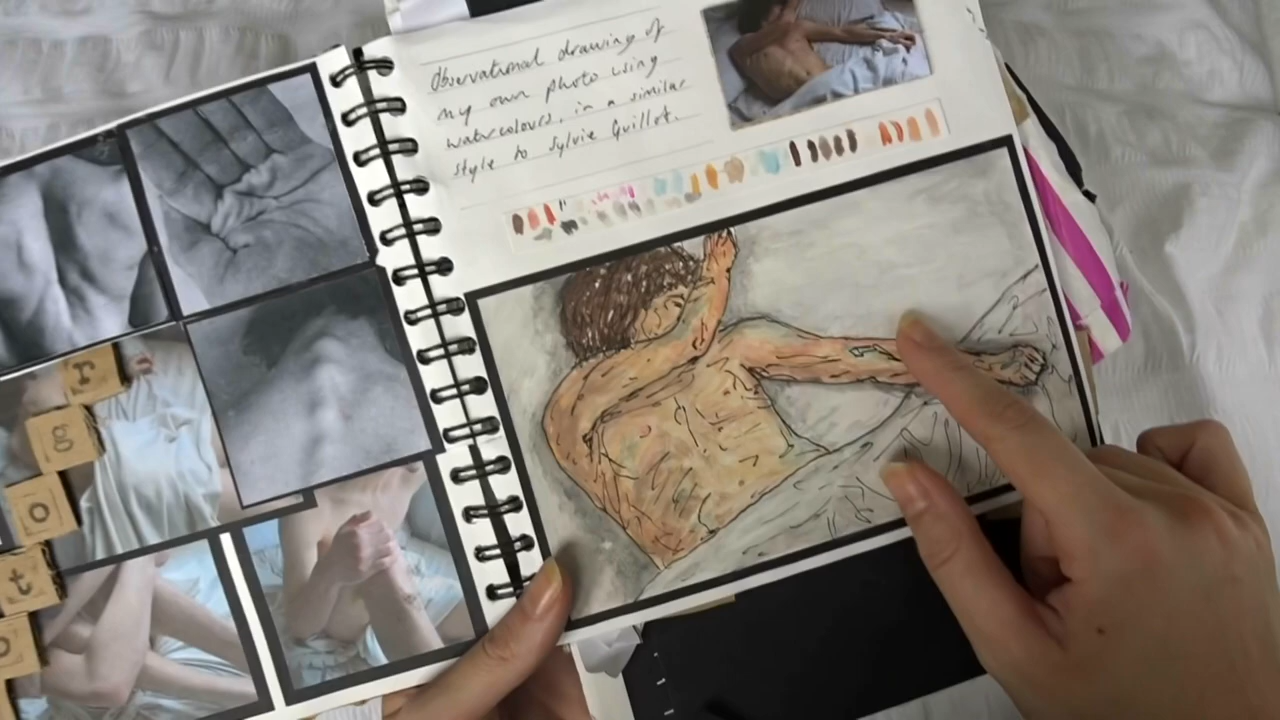 r
g
o
t
o
Observational drawing of
my own photo using
watercolours, in a similar
style to Sylvie Guillot.